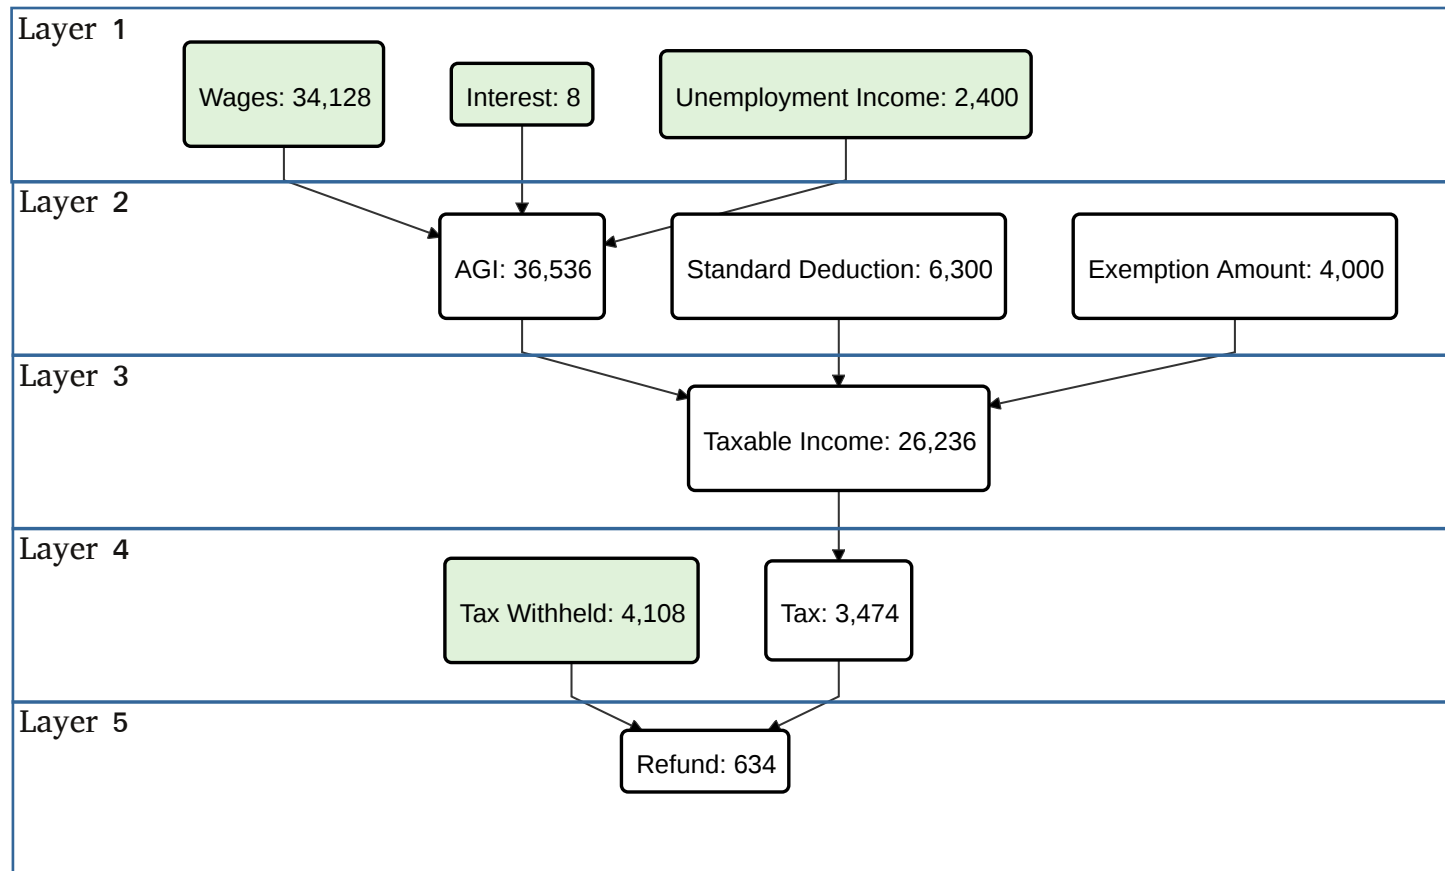 Layer 1
Wages: 34,128
Interest: 8
Unemployment Income: 2,400
Layer 2
AGI: 36,536
Standard Deduction: 6,300
Exemption Amount: 4,000
Layer 3
Taxable Income: 26,236
Layer 4
Tax Withheld: 4,108
Tax: 3,474
Layer 5
Refund: 634